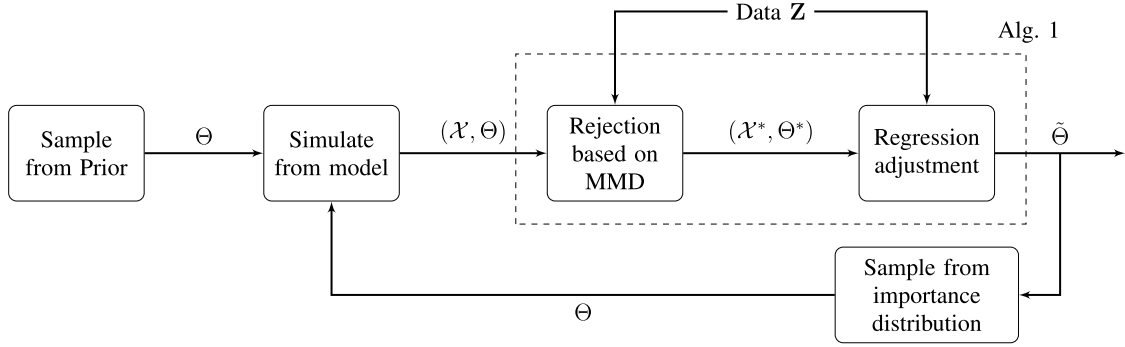 Data Z
Alg. 1
Sample
from Prior
Θ
Simulate
from model
(𝒳, Θ)
Rejection
based on
MMD
(𝒳*, Θ*)
Regression
adjustment
Θ̃
Sample from
importance
distribution
Θ